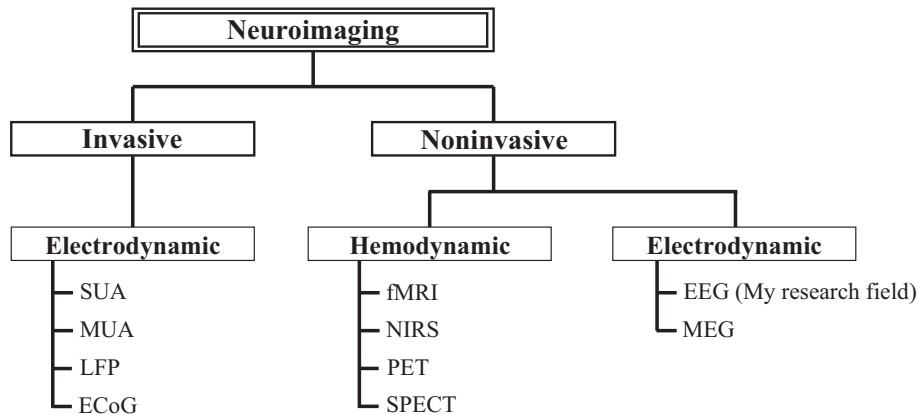 Neuroimaging
Invasive
Noninvasive
Electrodynamic
Hemodynamic
Electrodynamic
SUA
MUA
LFP
ECoG
fMRI
NIRS
PET
SPECT
EEG (My research field)
MEG